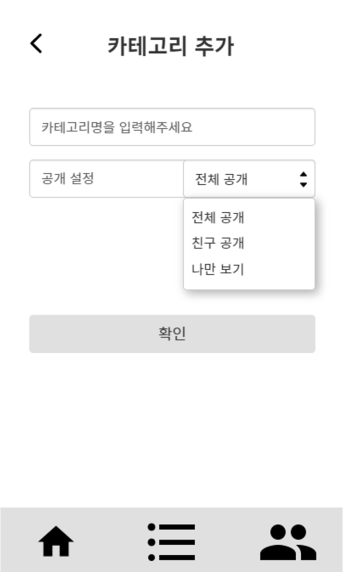 카테고리 추가
카테고리명을 입력해주세요
공개 설정 전체 공개
전체 공개
친구 공개
나만 보기
확인